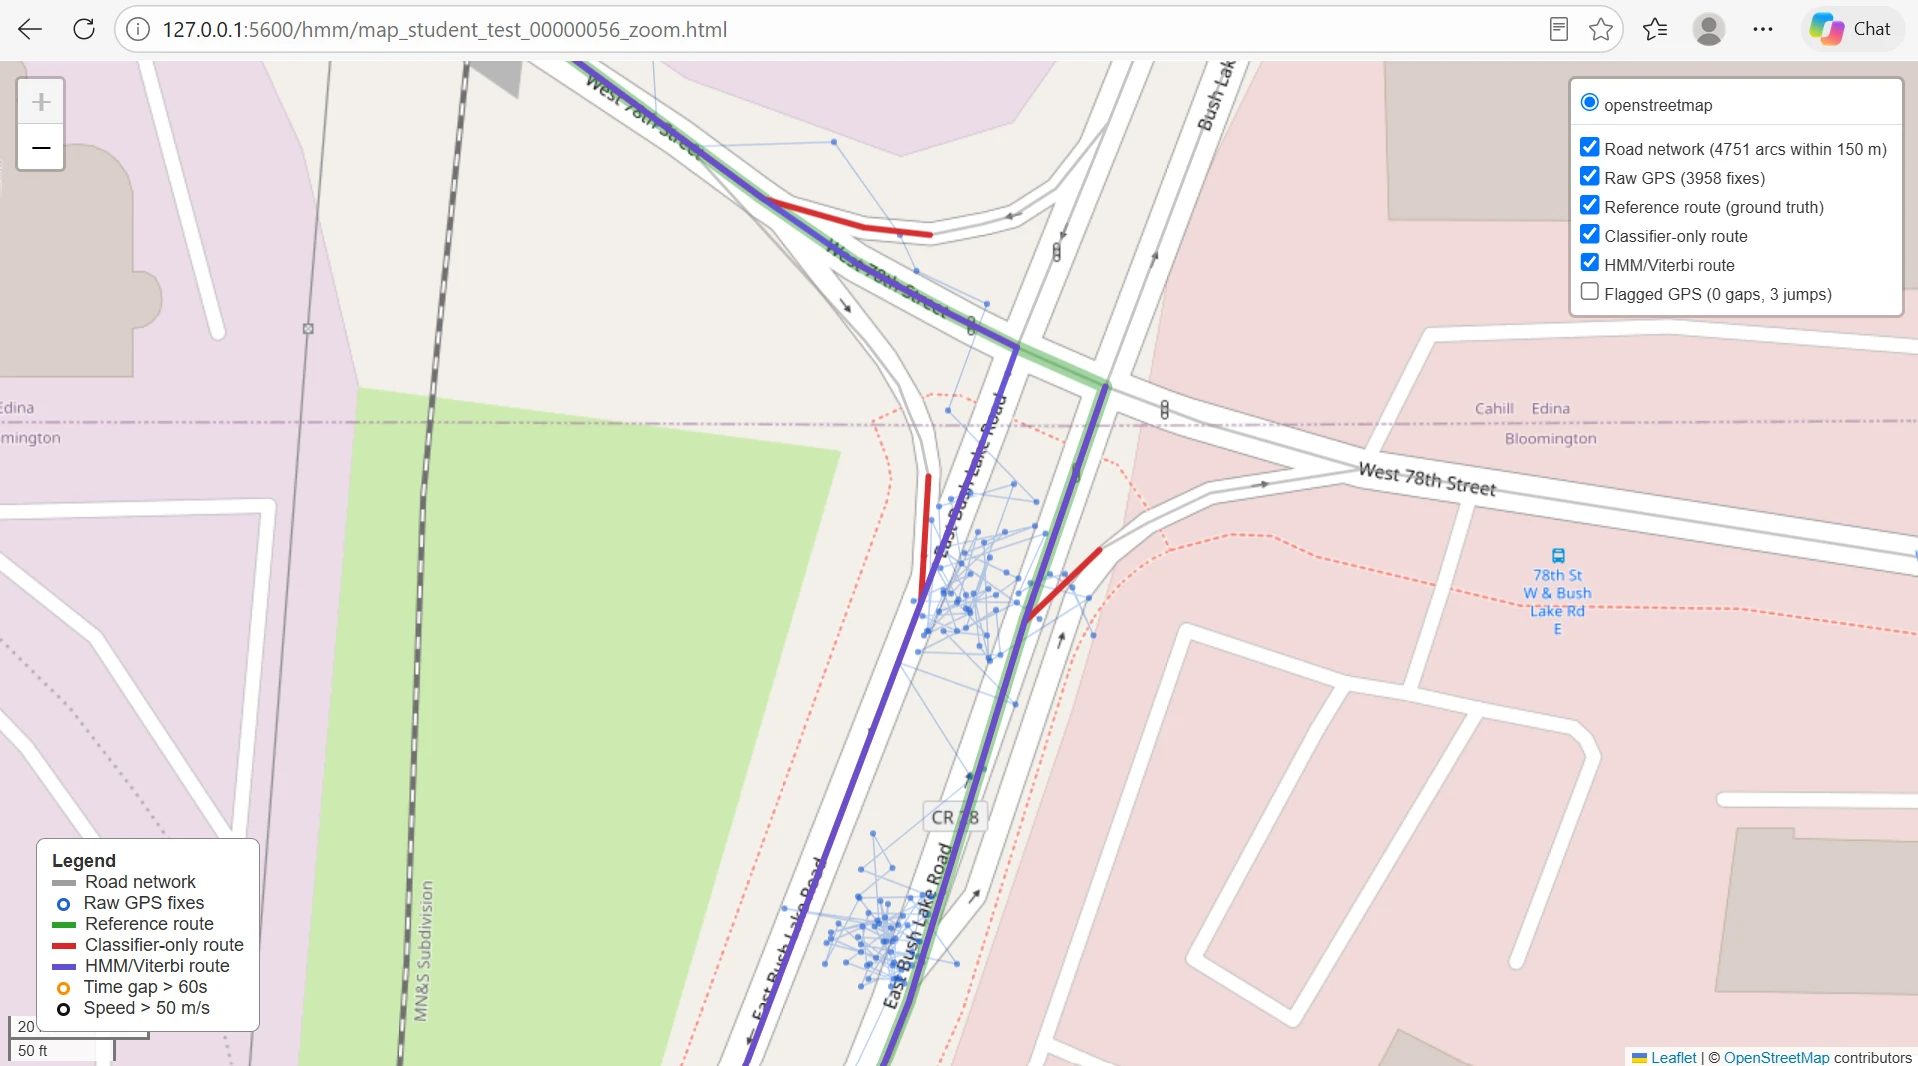 127.0.0.1:5600/hmm/map_student_test_00000056_zoom.html
Chat
+
−
openstreetmap
Road network (4751 arcs within 150 m)
Raw GPS (3958 fixes)
Reference route (ground truth)
Classifier-only route
HMM/Viterbi route
Flagged GPS (0 gaps, 3 jumps)
West 78th Street
Bush Lak
West 78th Street
East Bush Lake Road
Edina
mington
Cahill Edina
Bloomington
West 78th Street
78th St
W & Bush
Lake Rd
E
CR 28
East Bush Lake Road
East Bush Lake Road
MN&S Subdivision
Legend
Road network
Raw GPS fixes
Reference route
Classifier-only route
HMM/Viterbi route
Time gap > 60s
Speed > 50 m/s
20
50 ft
Leaflet | © OpenStreetMap contributors